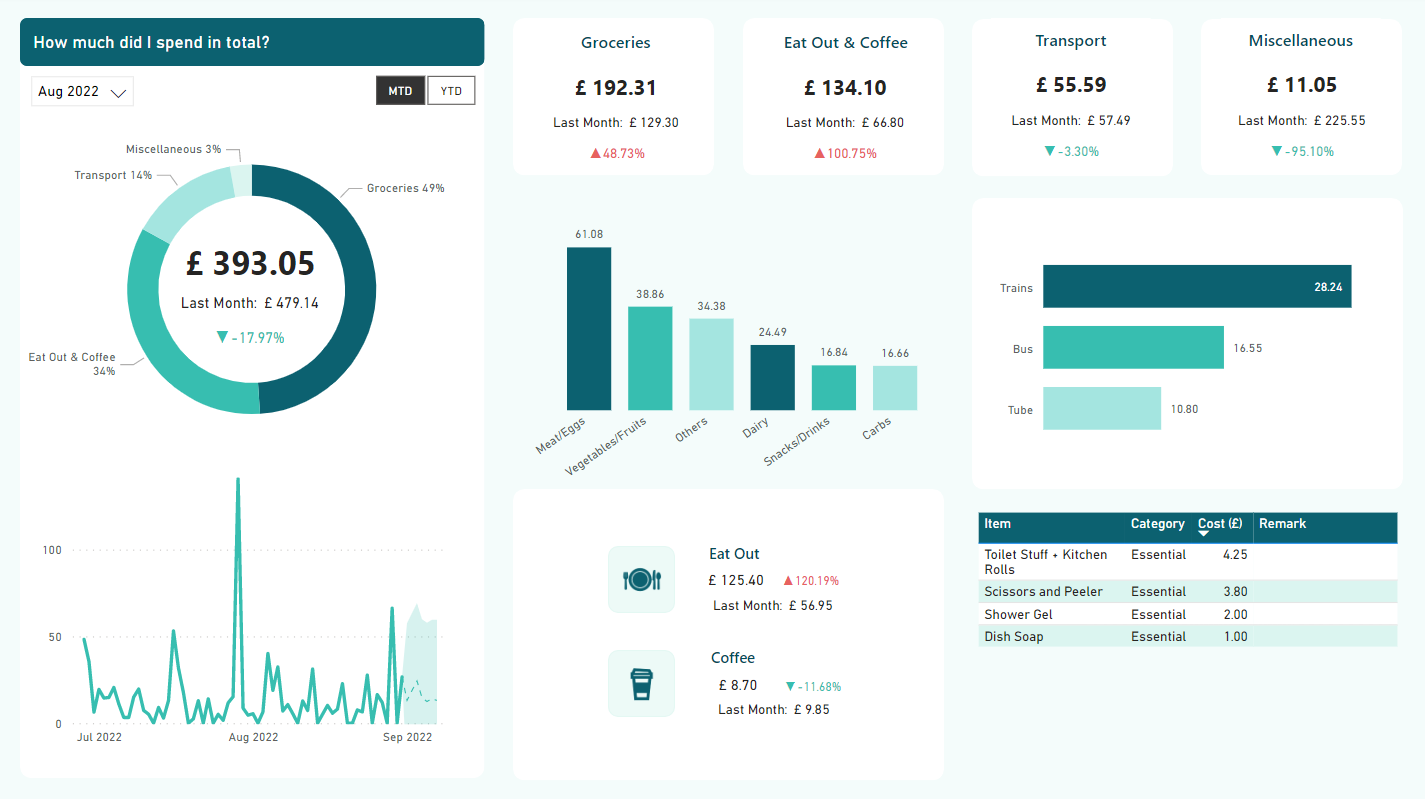 How much did I spend in total?
Aug 2022
MTD
YTD
Miscellaneous 3%
Transport 14%
Groceries 49%
£ 393.05
Last Month: £ 479.14
▼ -17.97%
Eat Out & Coffee
34%
100
50
0
Jul 2022
Aug 2022
Sep 2022
Groceries
£ 192.31
Last Month: £ 129.30
▲48.73%
Eat Out & Coffee
£ 134.10
Last Month: £ 66.80
▲100.75%
Transport
£ 55.59
Last Month: £ 57.49
▼-3.30%
Miscellaneous
£ 11.05
Last Month: £ 225.55
▼-95.10%
61.08
38.86
34.38
24.49
16.84
16.66
Meat/Eggs
Vegetables/Fruits
Others
Dairy
Snacks/Drinks
Carbs
Eat Out
£ 125.40 ▲120.19%
Last Month: £ 56.95
Coffee
£ 8.70 ▼-11.68%
Last Month: £ 9.85
Trains 28.24
Bus 16.55
Tube 10.80
Item Category Cost (£) Remark
Toilet Stuff + Kitchen Essential 4.25
Rolls
Scissors and Peeler Essential 3.80
Shower Gel Essential 2.00
Dish Soap Essential 1.00